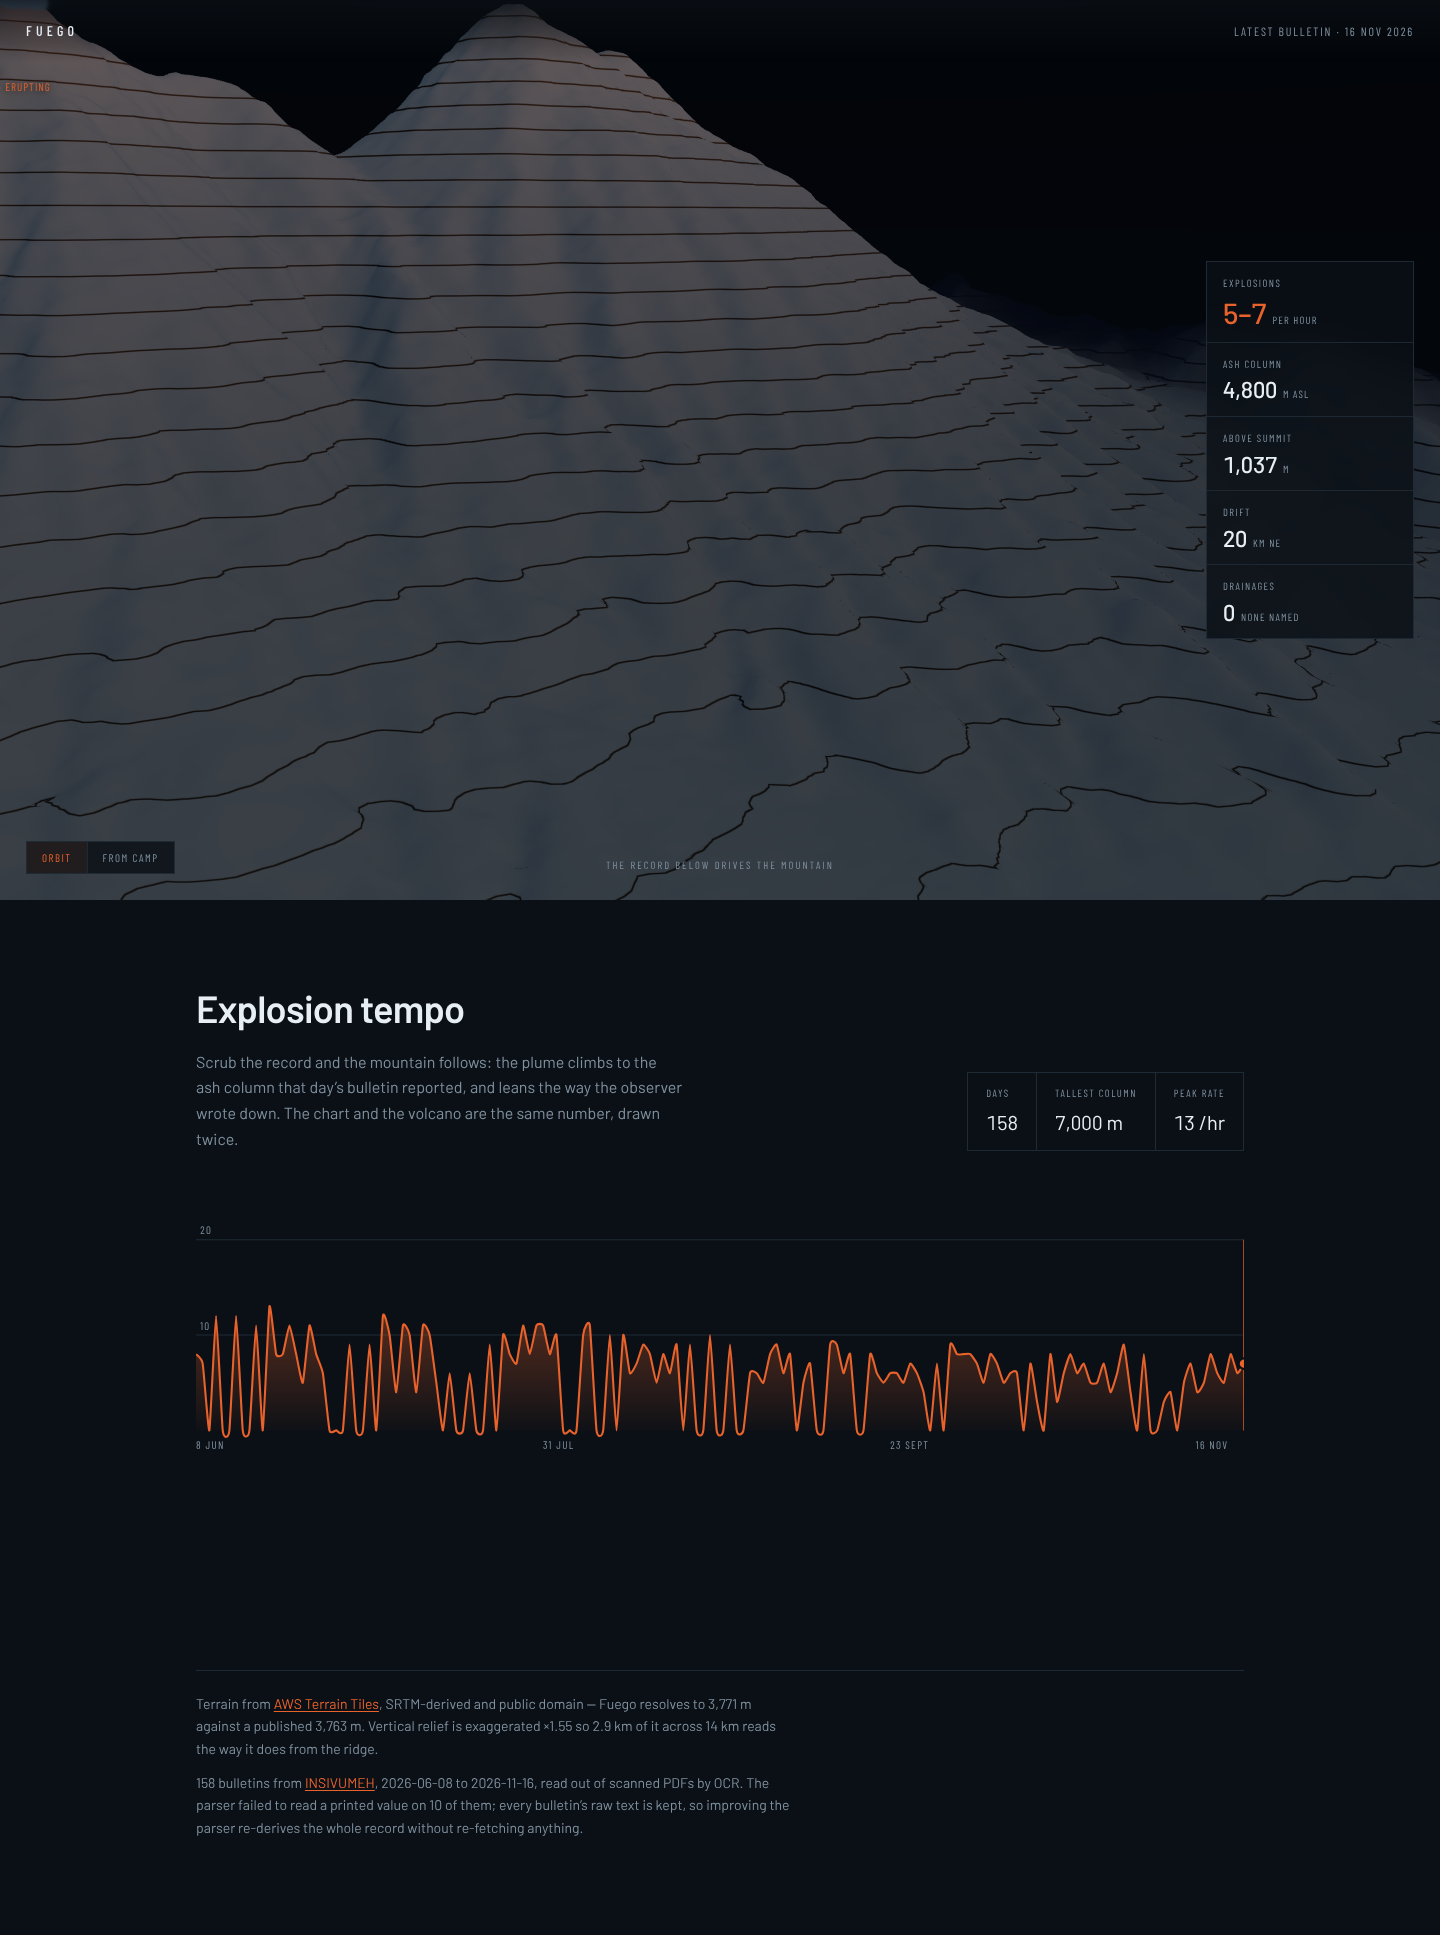 FUEGO
LATEST BULLETIN · 16 NOV 2026
ERUPTING
EXPLOSIONS
5–7 PER HOUR
ASH COLUMN
4,800 M ASL
ABOVE SUMMIT
1,037 M
DRIFT
20 KM NE
DRAINAGES
0 NONE NAMED
ORBIT
FROM CAMP
THE RECORD BELOW DRIVES THE MOUNTAIN
Explosion tempo
Scrub the record and the mountain follows: the plume climbs to the
ash column that day’s bulletin reported, and leans the way the observer
wrote down. The chart and the volcano are the same number, drawn
twice.
DAYS
158
TALLEST COLUMN
7,000 m
PEAK RATE
13 /hr
20
10
8 JUN
31 JUL
23 SEPT
16 NOV
Terrain from AWS Terrain Tiles, SRTM-derived and public domain — Fuego resolves to 3,771 m
against a published 3,763 m. Vertical relief is exaggerated ×1.55 so 2.9 km of it across 14 km reads
the way it does from the ridge.
158 bulletins from INSIVUMEH, 2026-06-08 to 2026-11-16, read out of scanned PDFs by OCR. The
parser failed to read a printed value on 10 of them; every bulletin’s raw text is kept, so improving the
parser re-derives the whole record without re-fetching anything.